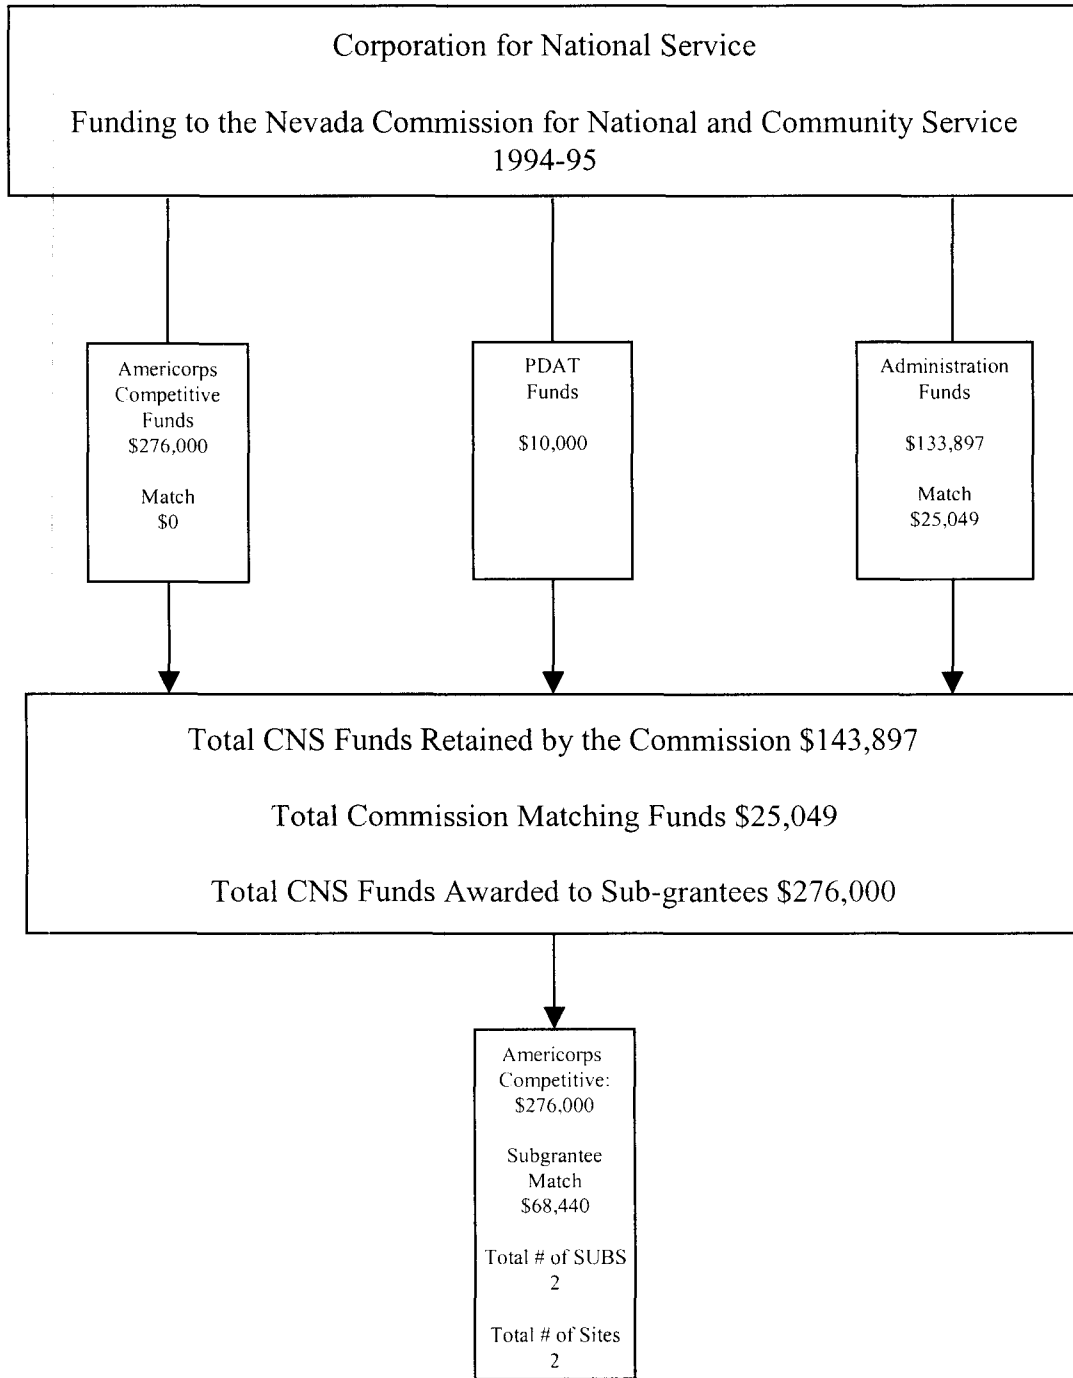 Corporation for National Service
Funding to the Nevada Commission for National and Community Service
1994-95
Americorps
Competitive
Funds
$276,000
Match
$0
PDAT
Funds
$10,000
Administration
Funds
$133,897
Match
$25,049
Total CNS Funds Retained by the Commission $143,897
Total Commission Matching Funds $25,049
Total CNS Funds Awarded to Sub-grantees $276,000
Americorps
Competitive:
$276,000
Subgrantee
Match
$68,440
Total # of SUBS
2
Total # of Sites
2